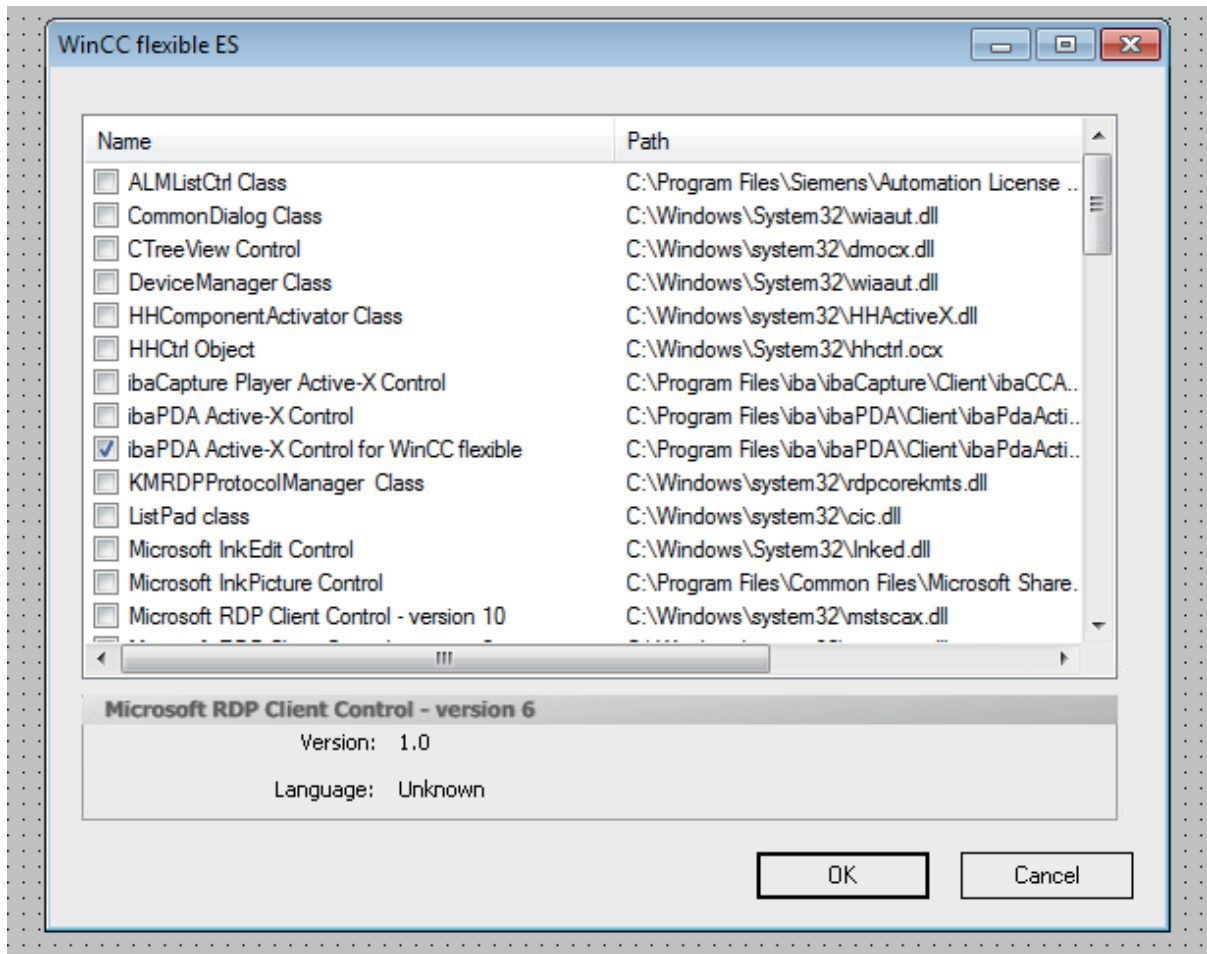 WinCC flexible ES
Name Path
ALMListCtrl Class C:\Program Files\Siemens\Automation License ...
CommonDialog Class C:\Windows\System32\wiaaut.dll
CTreeView Control C:\Windows\system32\dmocx.dll
DeviceManager Class C:\Windows\System32\wiaaut.dll
HHComponentActivator Class C:\Windows\system32\HHActiveX.dll
HHCtrl Object C:\Windows\System32\hhctrl.ocx
ibaCapture Player Active-X Control C:\Program Files\iba\ibaCapture\Client\ibaCCA...
ibaPDA Active-X Control C:\Program Files\iba\ibaPDA\Client\ibaPdaActi...
ibaPDA Active-X Control for WinCC flexible C:\Program Files\iba\ibaPDA\Client\ibaPdaActi...
KMRDPProtocolManager Class C:\Windows\system32\rdpcorekmts.dll
ListPad class C:\Windows\system32\cic.dll
Microsoft InkEdit Control C:\Windows\System32\Inked.dll
Microsoft InkPicture Control C:\Program Files\Common Files\Microsoft Share...
Microsoft RDP Client Control - version 10 C:\Windows\system32\mstscax.dll
Microsoft RDP Client Control - version 6
Version: 1.0
Language: Unknown
OK Cancel